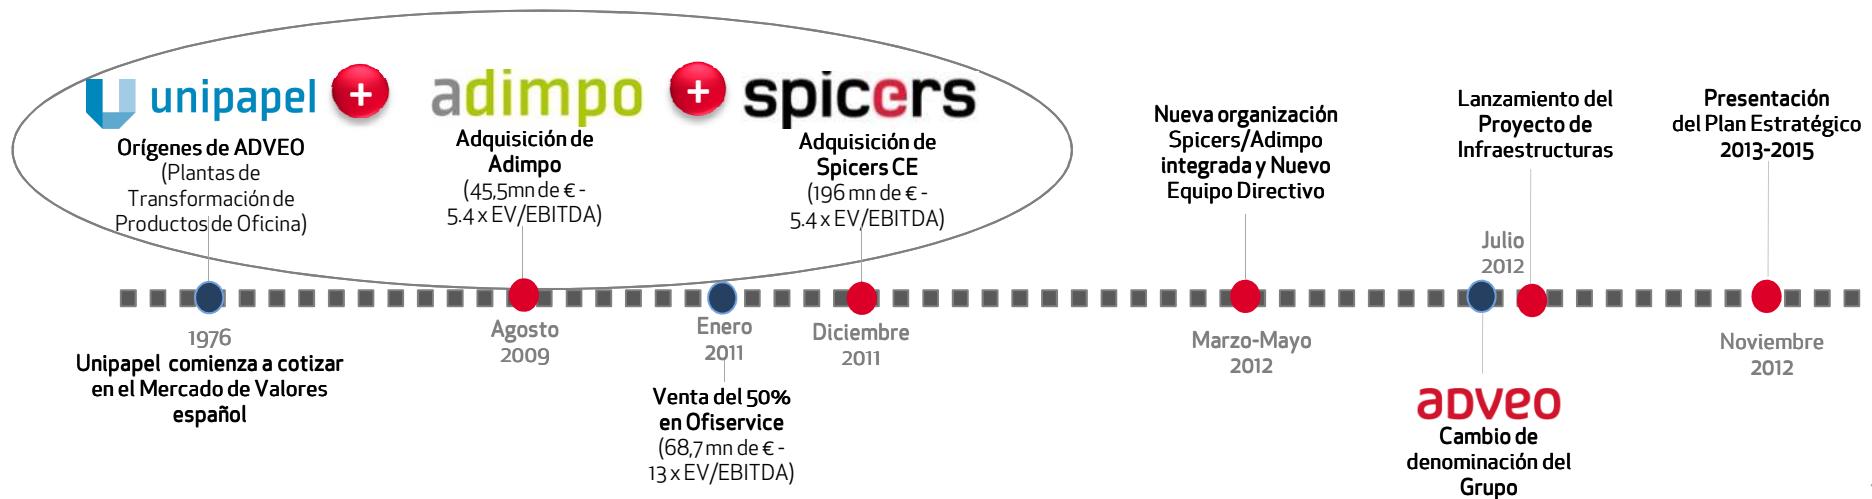 unipapel
+
adimpo
+
spicers
Orígenes de ADVEO
(Plantas de
Transformación de
Productos de Oficina)
Adquisición de
Adimpo
(45,5mn de € -
5.4 x EV/EBITDA)
Adquisición de
Spicers CE
(196 mn de € -
5.4 x EV/EBITDA)
Nueva organización
Spicers/Adimpo
integrada y Nuevo
Equipo Directivo
Lanzamiento del
Proyecto de
Infraestructuras
Presentación
del Plan Estratégico
2013-2015
Julio
2012
1976
Unipapel comienza a cotizar
en el Mercado de Valores
español
Agosto
2009
Enero
2011
Venta del 50%
en Ofiservice
(68,7 mn de € -
13 x EV/EBITDA)
Diciembre
2011
Marzo-Mayo
2012
ADVEO
Cambio de
denominación del
Grupo
Noviembre
2012